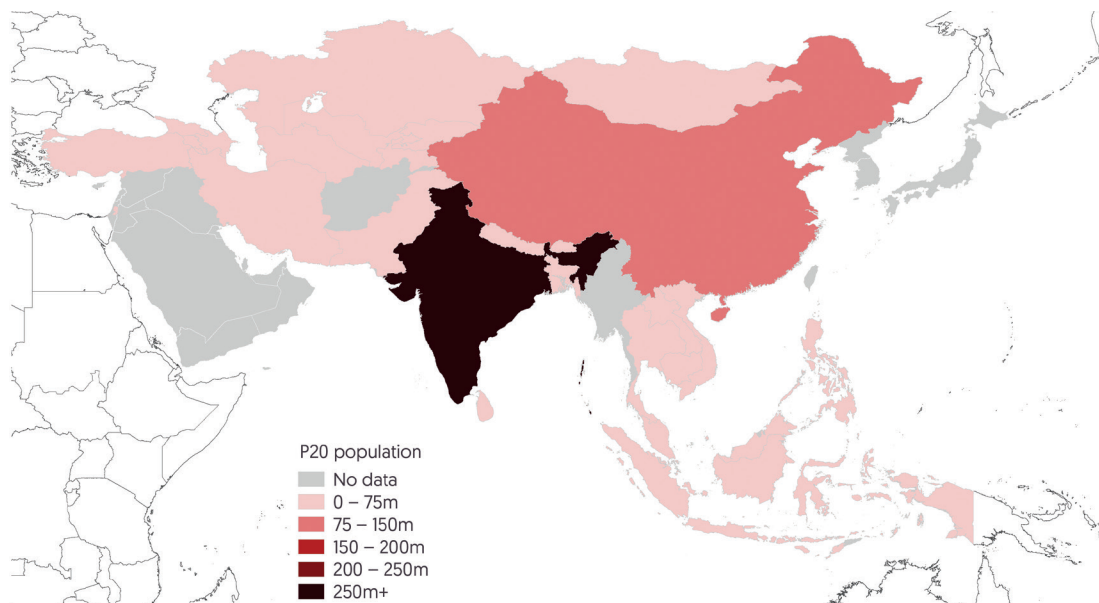 P20 population
No data
0 – 75m
75 – 150m
150 – 200m
200 – 250m
250m+